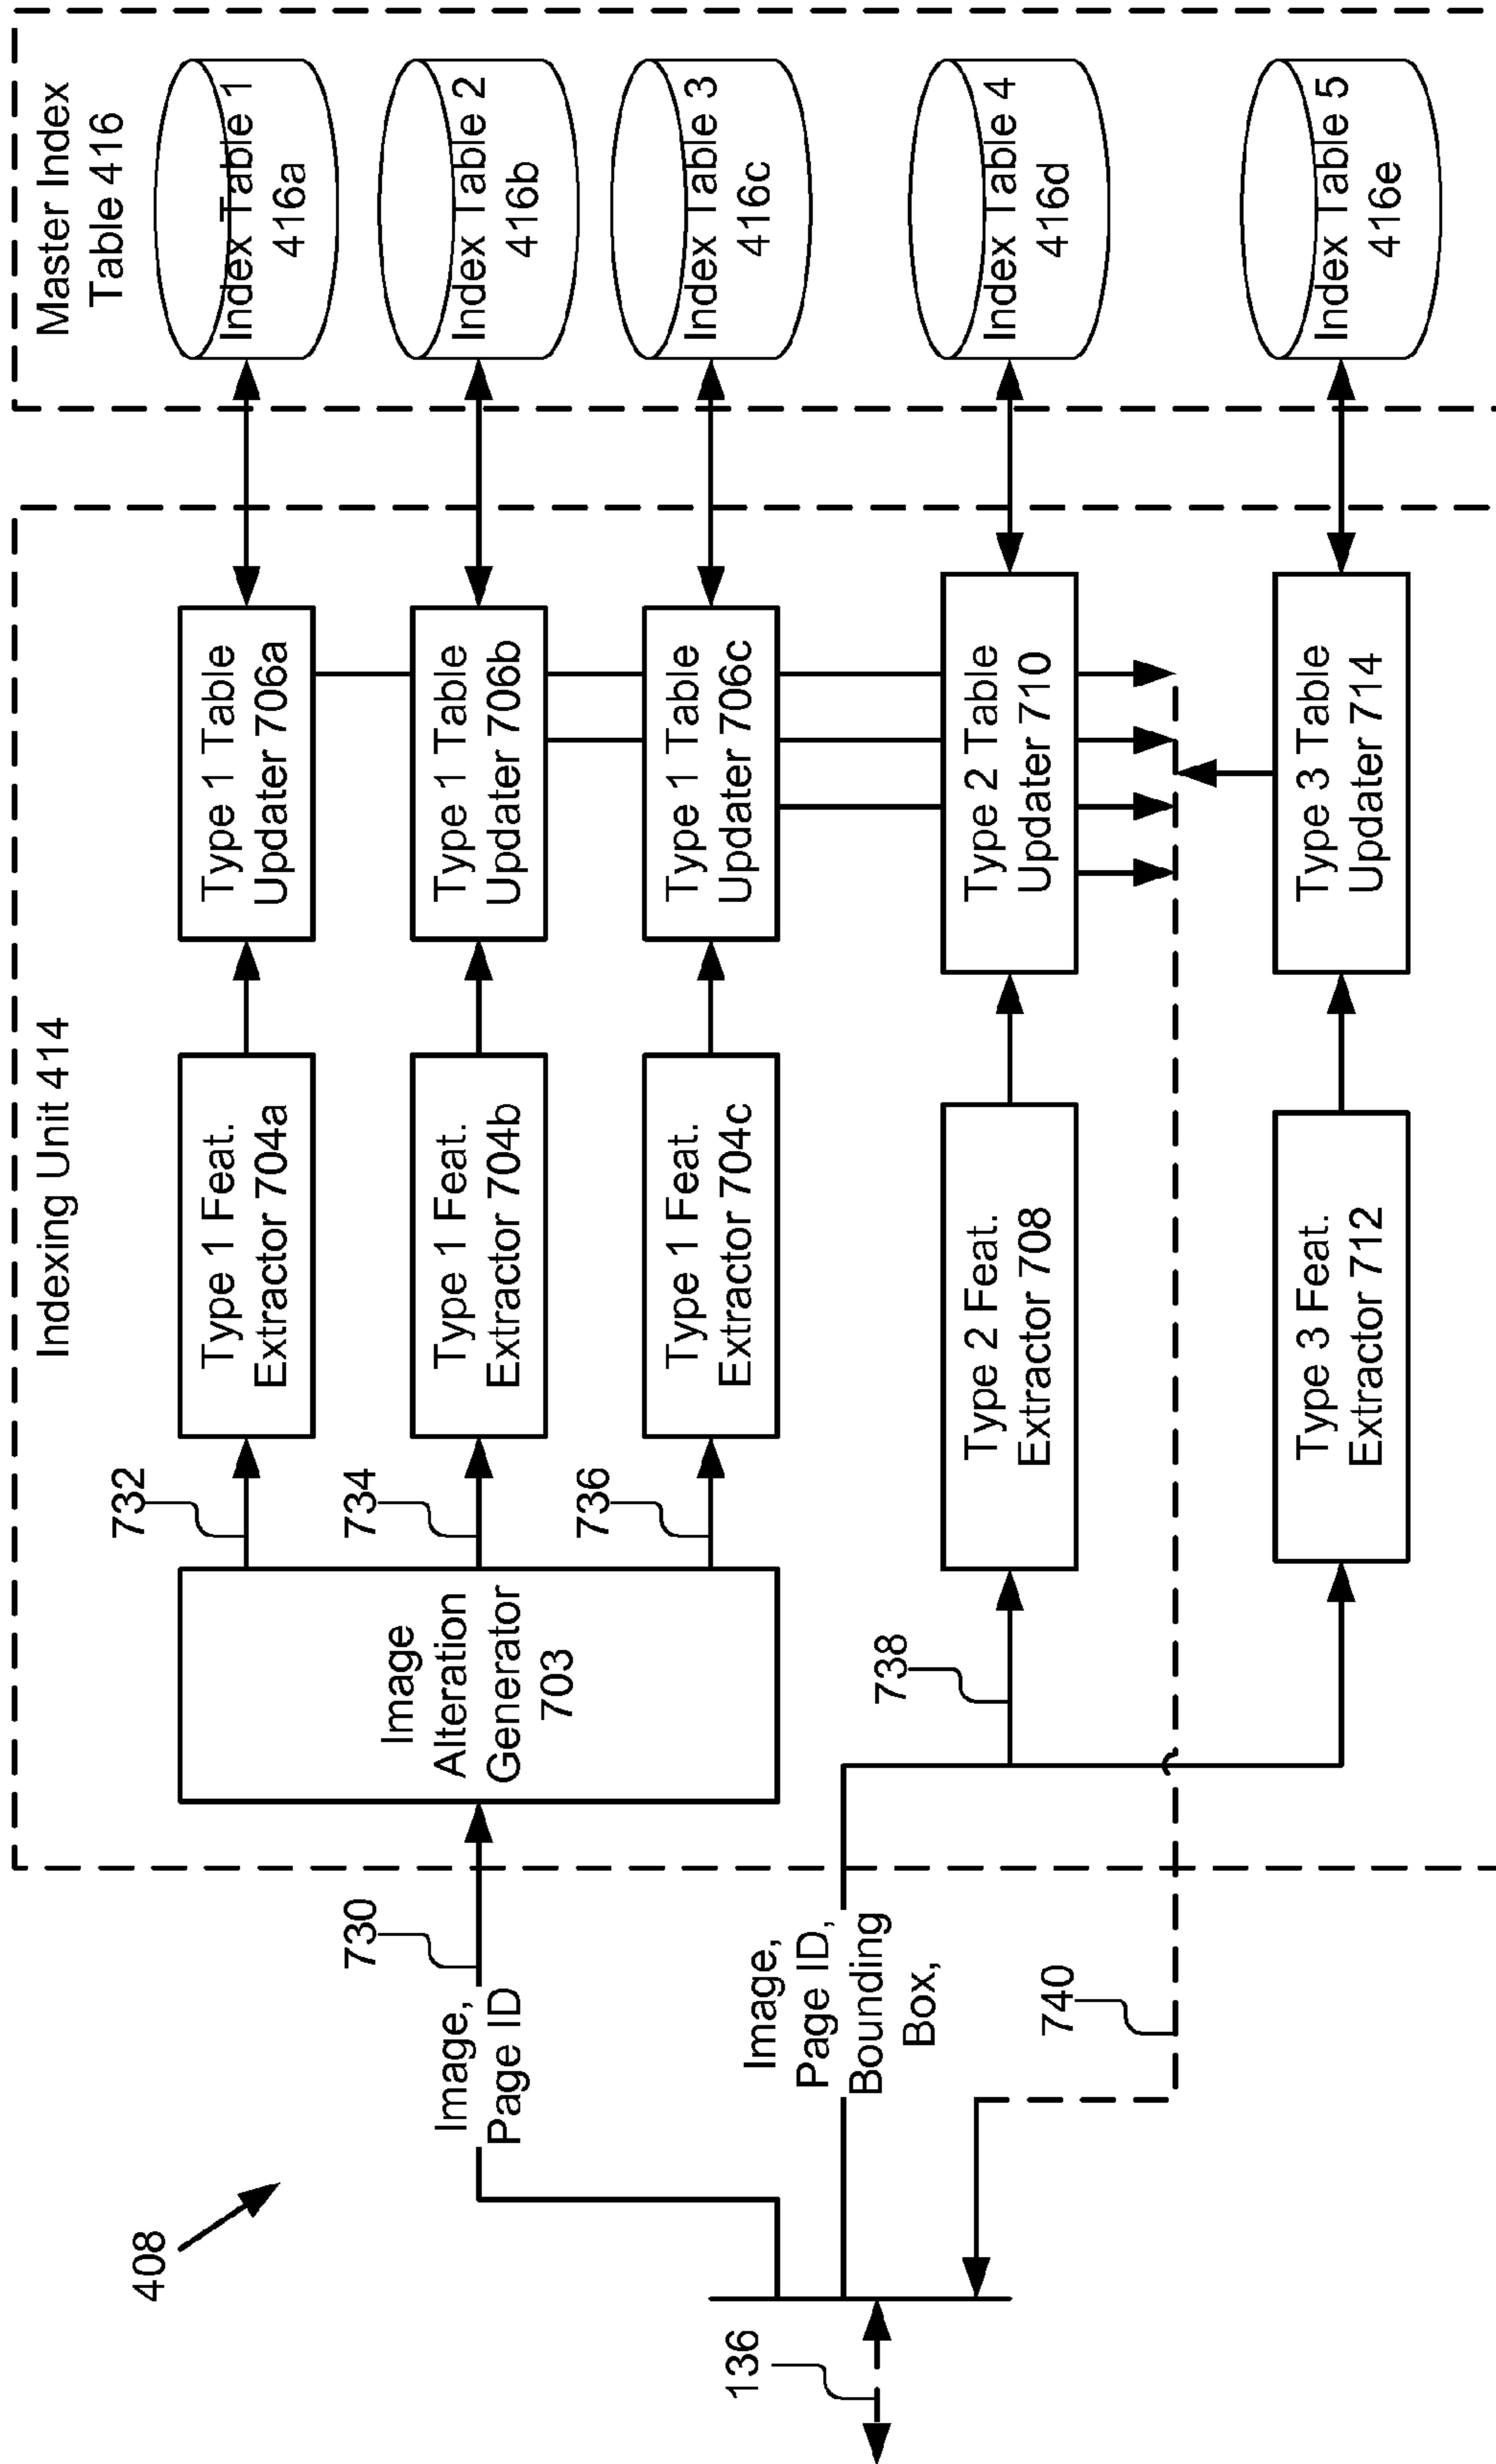 408
136
Image,
Page ID
730
Image,
Page ID,
Bounding
Box,
740
Indexing Unit 414
Image
Alteration
Generator
703
732
734
736
738
Type 1 Feat.
Extractor 704a
Type 1 Feat.
Extractor 704b
Type 1 Feat.
Extractor 704c
Type 2 Feat.
Extractor 708
Type 3 Feat.
Extractor 712
Type 1 Table
Updater 706a
Type 1 Table
Updater 706b
Type 1 Table
Updater 706c
Type 2 Table
Updater 710
Type 3 Table
Updater 714
Master Index
Table 416
Index Table 1
416a
Index Table 2
416b
Index Table 3
416c
Index Table 4
416d
Index Table 5
416e